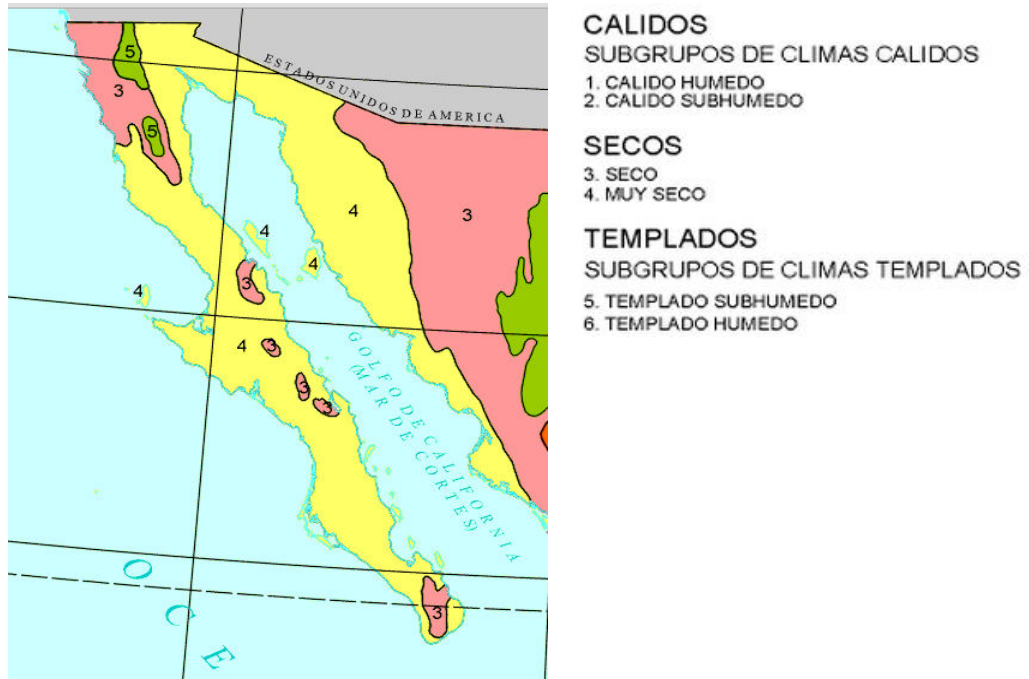 5
ESTADOS UNIDOS DE AMERICA
3
5
4
3
4
4
4
3
4
3
3
3
GOLFO DE CALIFORNIA
(MAR DE CORTES)
3
OCE
CALIDOS
SUBGRUPOS DE CLIMAS CALIDOS
1. CALIDO HUMEDO
2. CALIDO SUBHUMEDO
SECOS
3. SECO
4. MUY SECO
TEMPLADOS
SUBGRUPOS DE CLIMAS TEMPLADOS
5. TEMPLADO SUBHUMEDO
6. TEMPLADO HUMEDO